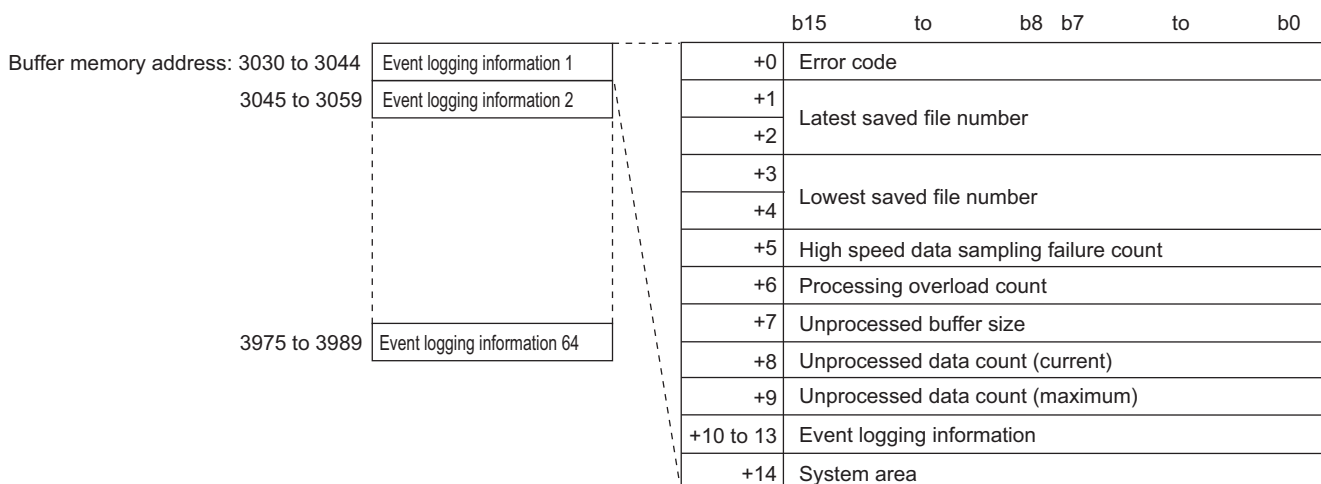 b15 to b8 b7 to b0
Buffer memory address: 3030 to 3044 Event logging information 1
3045 to 3059 Event logging information 2
3975 to 3989 Event logging information 64
+0 Error code
+1
Latest saved file number
+2
+3
Lowest saved file number
+4
+5 High speed data sampling failure count
+6 Processing overload count
+7 Unprocessed buffer size
+8 Unprocessed data count (current)
+9 Unprocessed data count (maximum)
+10 to 13 Event logging information
+14 System area